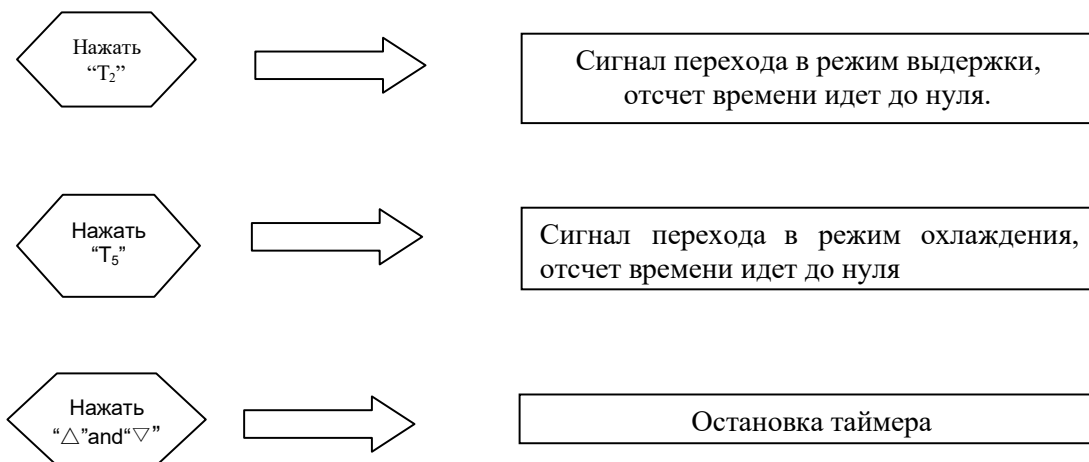 Нажать
“T₂”
Сигнал перехода в режим выдержки,
отсчет времени идет до нуля.
Нажать
“T₅”
Сигнал перехода в режим охлаждения,
отсчет времени идет до нуля
Нажать
“△”and“▽”
Остановка таймера